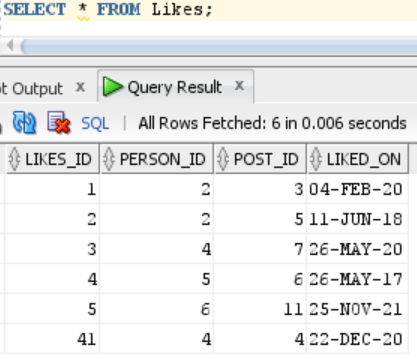 SELECT * FROM Likes;
t Output x Query Result x
SQL | All Rows Fetched: 6 in 0.006 seconds
LIKES_ID PERSON_ID POST_ID LIKED_ON
1 2 3 04-FEB-20
2 2 5 11-JUN-18
3 4 7 26-MAY-20
4 5 6 26-MAY-17
5 6 11 25-NOV-21
41 4 4 22-DEC-20